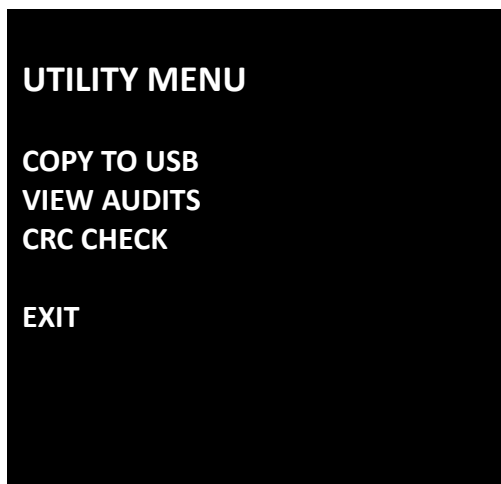 UTILITY MENU
COPY TO USB
VIEW AUDITS
CRC CHECK
EXIT